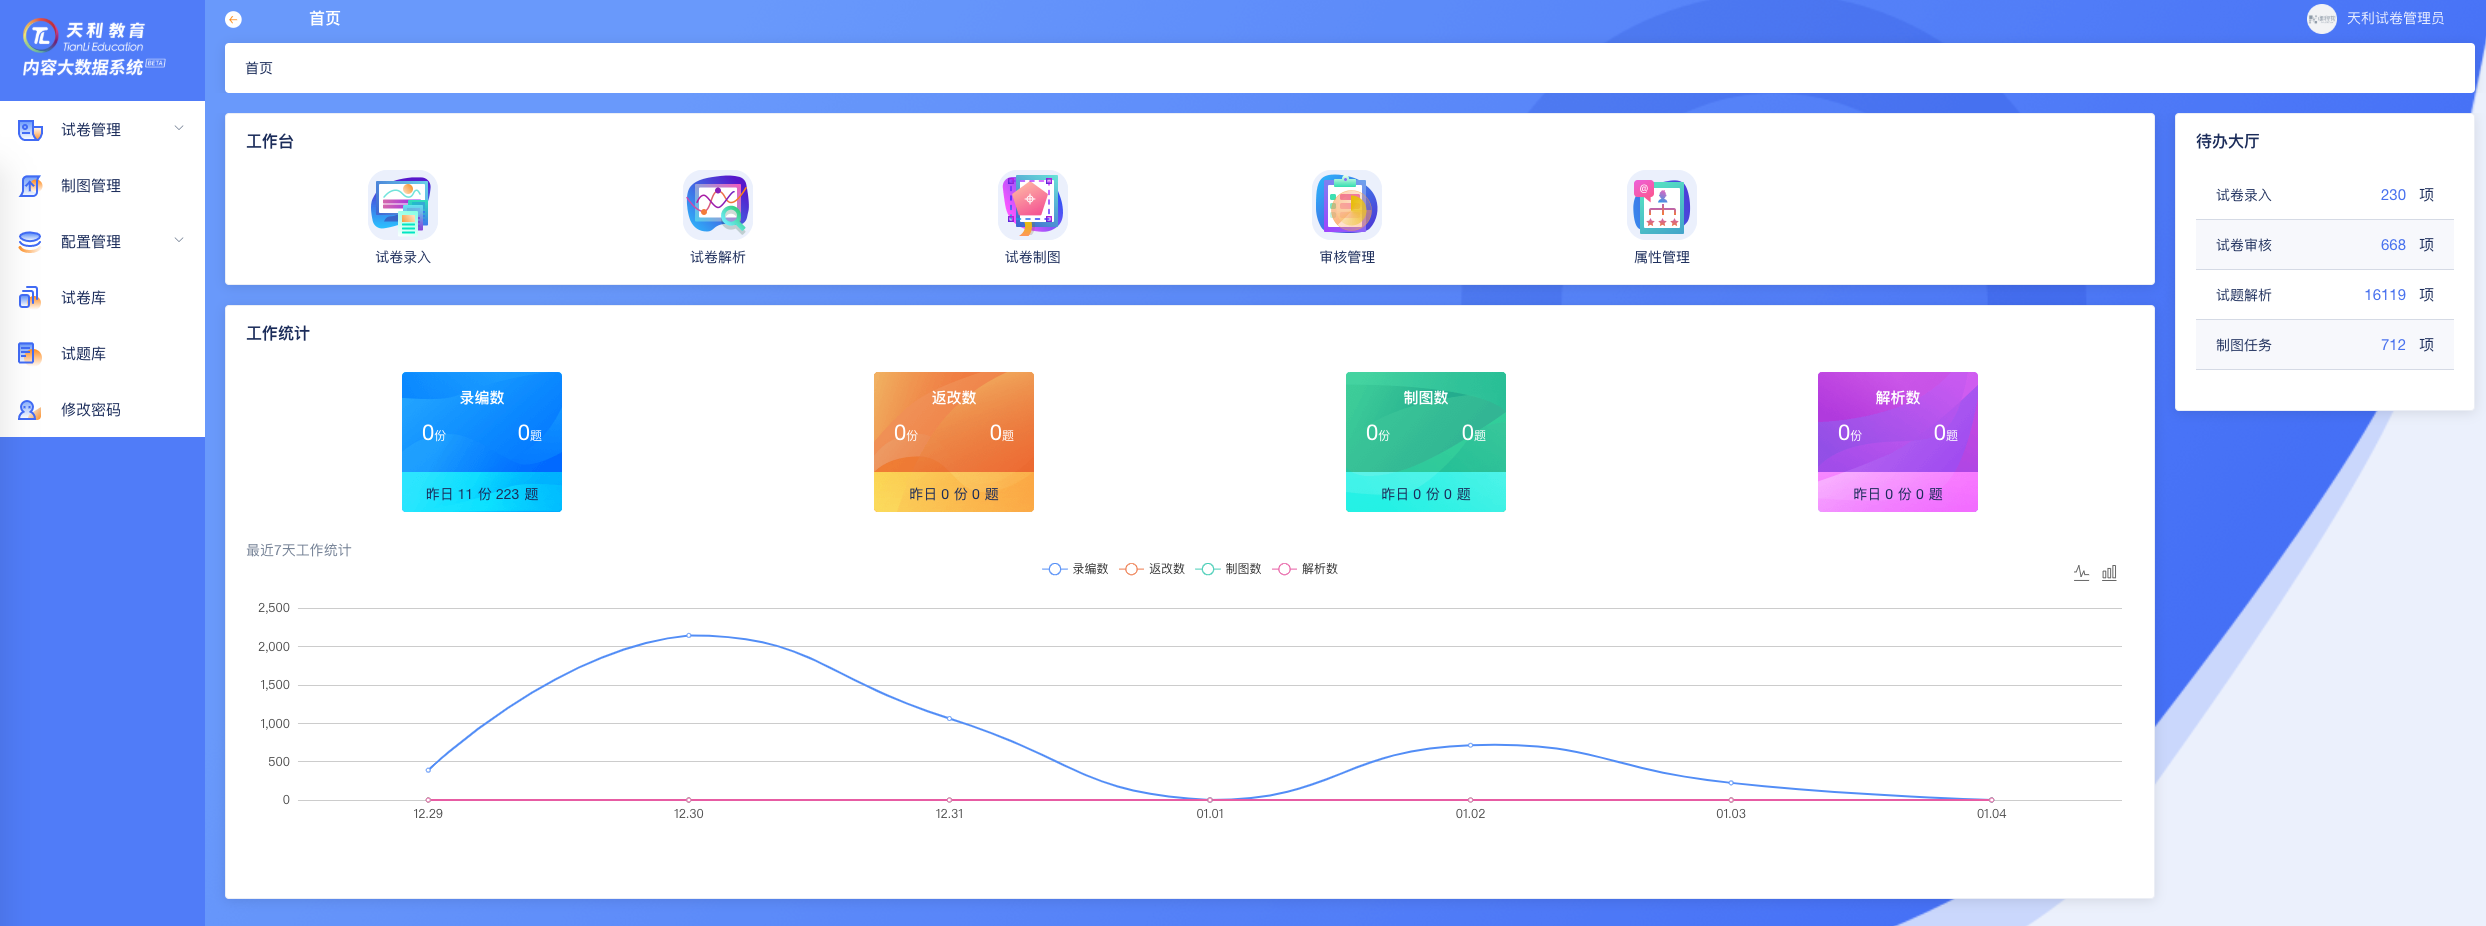 天利教育
TianLi Education
内容大数据系统 BETA
试卷管理
制图管理
配置管理
试卷库
试题库
修改密码
首页
天利试卷管理员
首页
工作台
试卷录入
试卷解析
试卷制图
审核管理
属性管理
待办大厅
试卷录入 230 项
试卷审核 668 项
试题解析 16119 项
制图任务 712 项
工作统计
录编数
0份 0题
昨日 11 份 223 题
返改数
0份 0题
昨日 0 份 0 题
制图数
0份 0题
昨日 0 份 0 题
解析数
0份 0题
昨日 0 份 0 题
最近7天工作统计
录编数 返改数 制图数 解析数
2,500
2,000
1,500
1,000
500
0
12.29 12.30 12.31 01.01 01.02 01.03 01.04